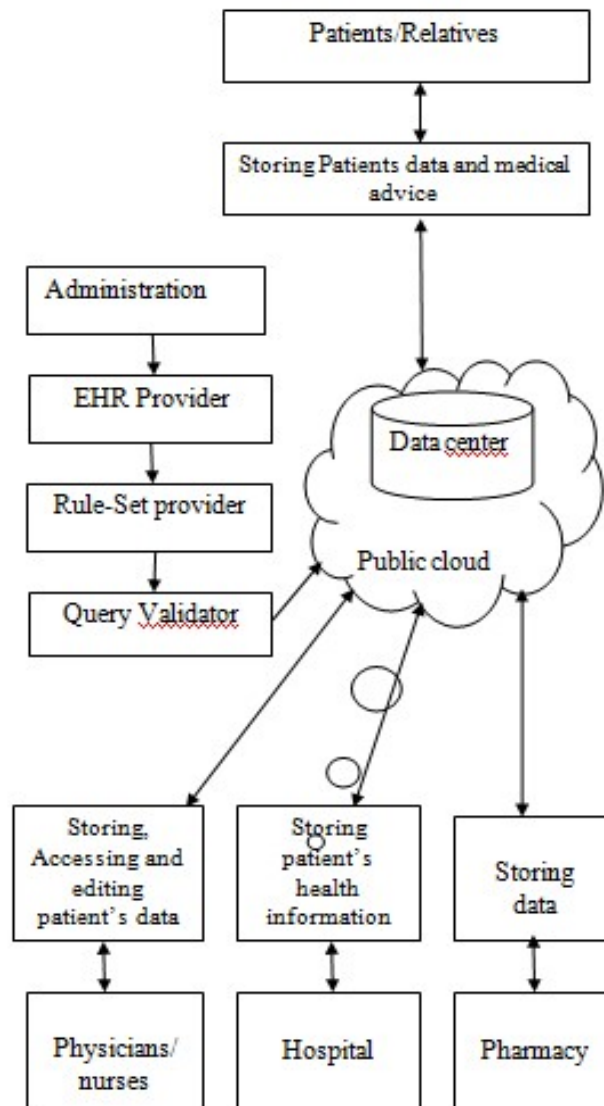 Patients/Relatives
Storing Patients data and medical
advice
Administration
EHR Provider
Rule-Set provider
Query Validator
Data center
Public cloud
Storing,
Accessing and
editing
patient's data
Storing
patient's
health
information
Storing
data
Physicians/
nurses
Hospital
Pharmacy